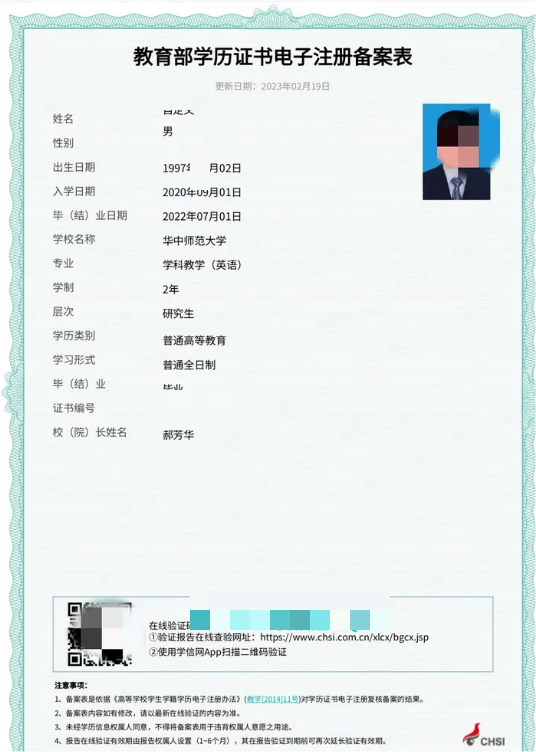 教育部学历证书电子注册备案表
更新日期：2023年02月19日
姓名
性别 男
出生日期 1997 月02日
入学日期 2020年09月01日
毕（结）业日期 2022年07月01日
学校名称 华中师范大学
专业 学科教学（英语）
学制 2年
层次 研究生
学历类别 普通高等教育
学习形式 普通全日制
毕（结）业 毕业
证书编号
校（院）长姓名 郝芳华
在线验证
①验证报告在线查验网址：https://www.chsi.com.cn/xlcx/bgcx.jsp
②使用学信网App扫描二维码验证
注意事项：
1、备案表是依据《高等学校学生学籍学历电子注册办法》(教学[2014]11号)对学历证书电子注册复核备案的结果。
2、备案表内容如有修改，请以最新在线验证的内容为准。
3、未经学历信息权属人同意，不得将备案表用于违背权属人意愿之用途。
4、报告在线验证有效期由报告权属人设置（1~6个月），其在报告验证到期前可再次延长验证有效期。
CHSI